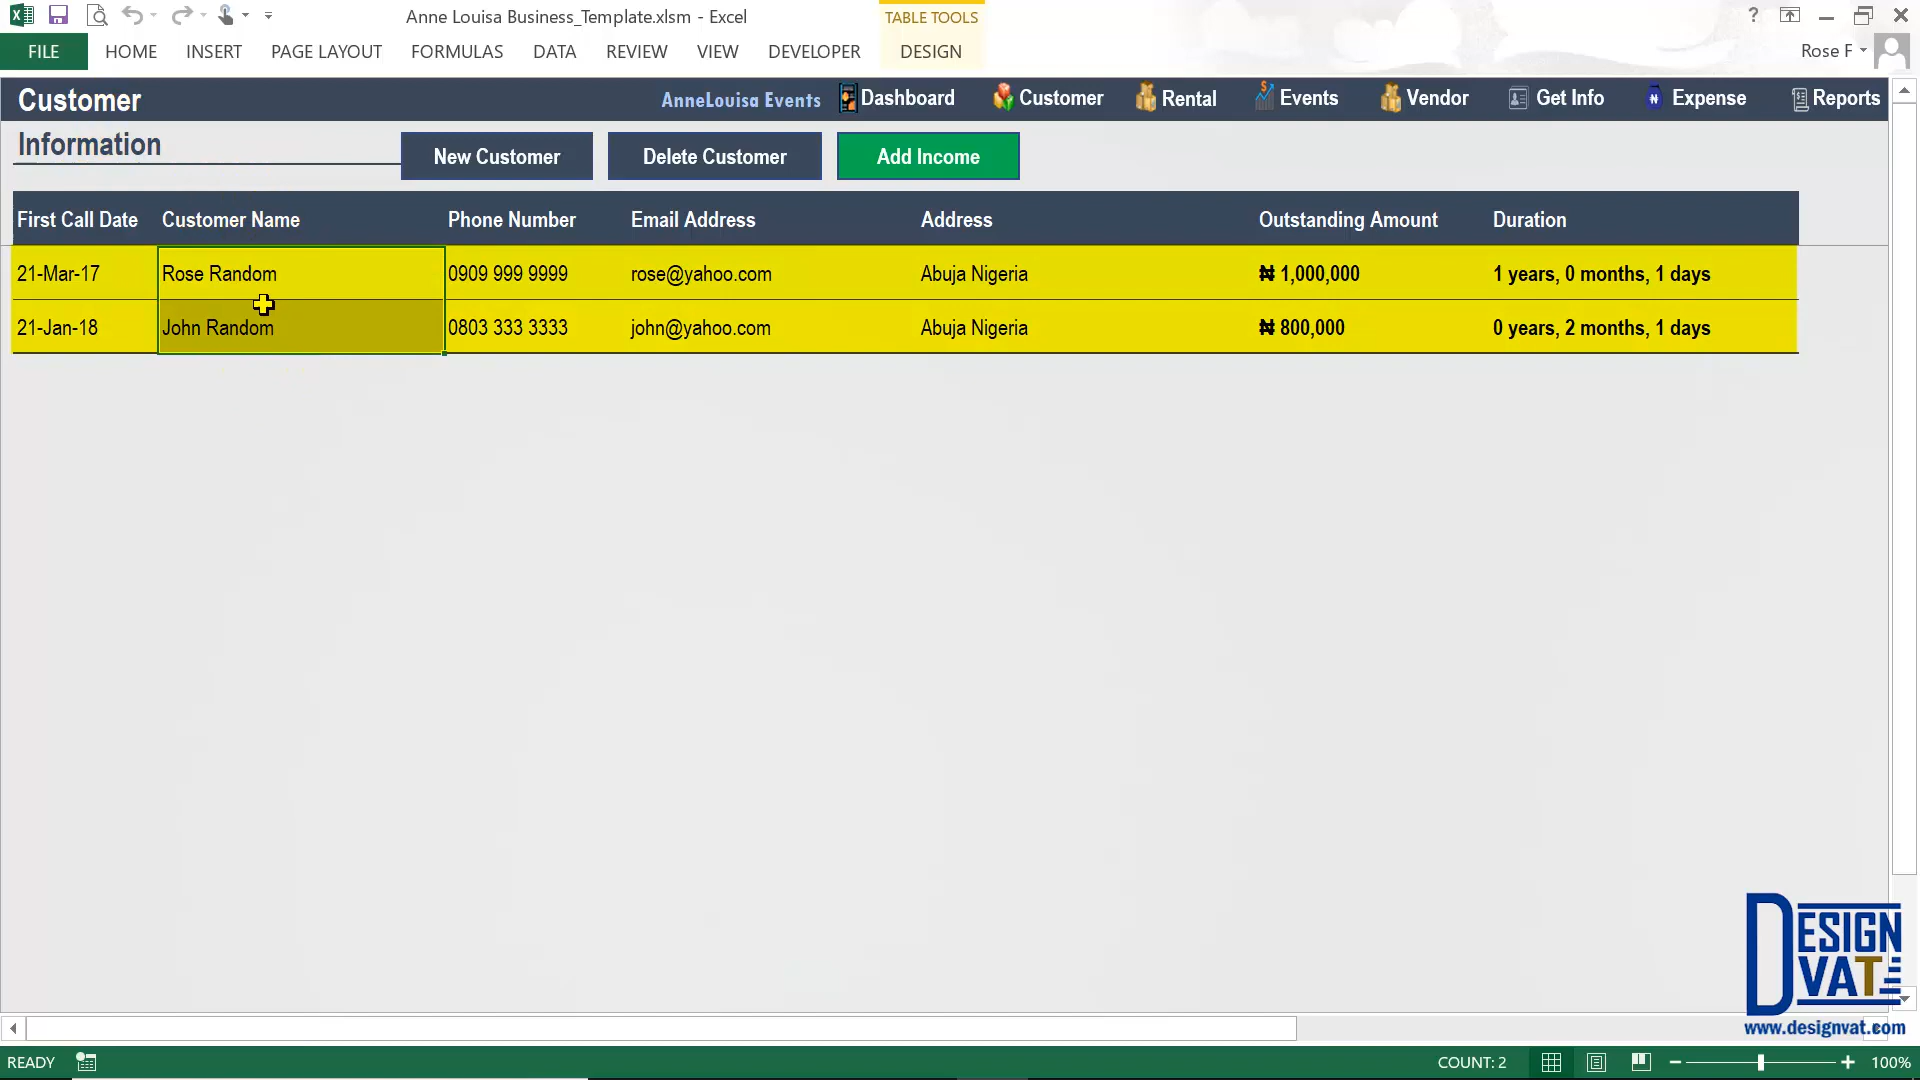 Anne Louisa Business_Template.xlsm - Excel
TABLE TOOLS
?
FILE HOME INSERT PAGE LAYOUT FORMULAS DATA REVIEW VIEW DEVELOPER DESIGN Rose F
Customer AnneLouisa Events Dashboard Customer Rental Events Vendor Get Info Expense Reports
Information New Customer Delete Customer Add Income
First Call Date Customer Name Phone Number Email Address Address Outstanding Amount Duration
21-Mar-17 Rose Random 0909 999 9999 rose@yahoo.com Abuja Nigeria ₦ 1,000,000 1 years, 0 months, 1 days
21-Jan-18 John Random 0803 333 3333 john@yahoo.com Abuja Nigeria ₦ 800,000 0 years, 2 months, 1 days
DESIGN
VAT
www.designvat.com
READY COUNT: 2 100%